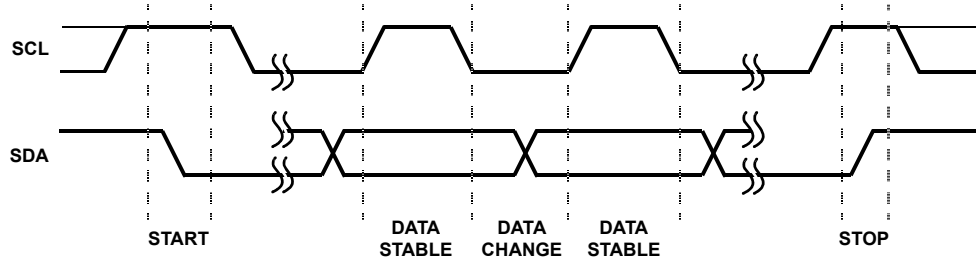 SCL
SDA
START
DATA
STABLE
DATA
CHANGE
DATA
STABLE
STOP